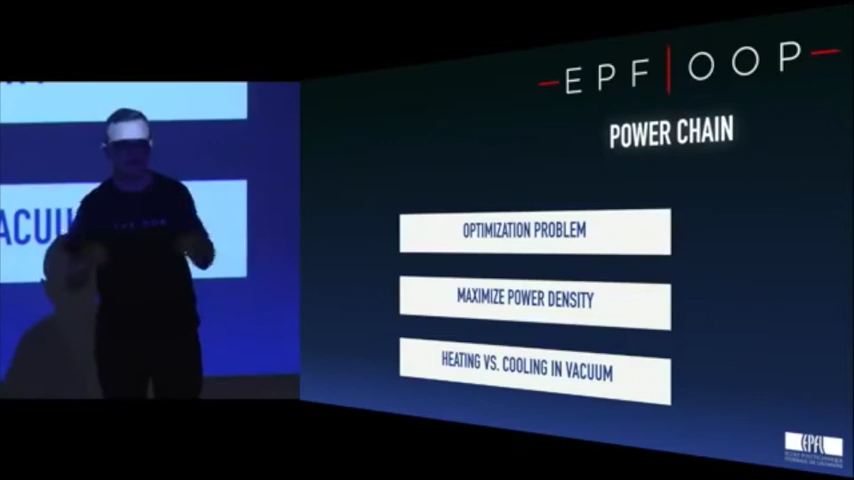 EPF|OOP
POWER CHAIN
OPTIMIZATION PROBLEM
MAXIMIZE POWER DENSITY
HEATING VS. COOLING IN VACUUM
EPFL